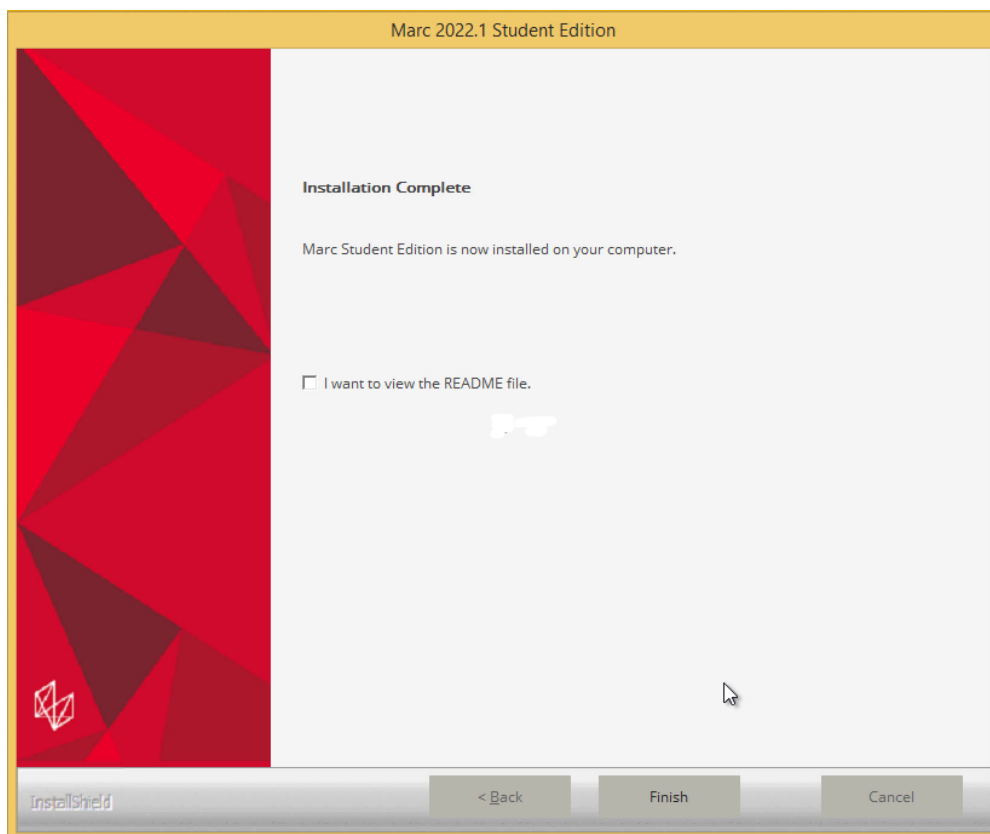 Marc 2022.1 Student Edition
Installation Complete
Marc Student Edition is now installed on your computer.
I want to view the README file.
InstallShield
< Back
Finish
Cancel